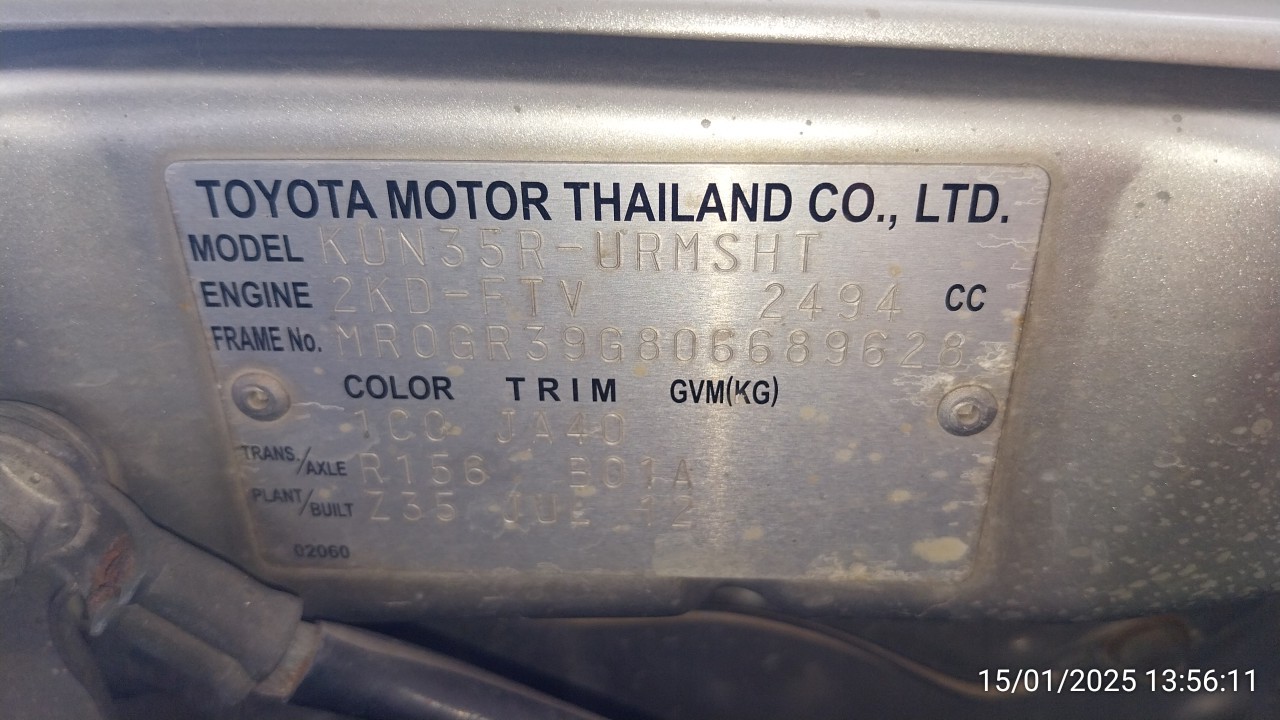 TOYOTA MOTOR THAILAND CO., LTD.
MODEL KUN35R-URMSHT
ENGINE 2KD-FTV 2494 CC
FRAME No. MR0GR39G806689628
COLOR TRIM GVM(KG)
1C0 JA40
TRANS./AXLE R156 B01A
PLANT/BUILT Z35 JUL 12
02060
15/01/2025 13:56:11